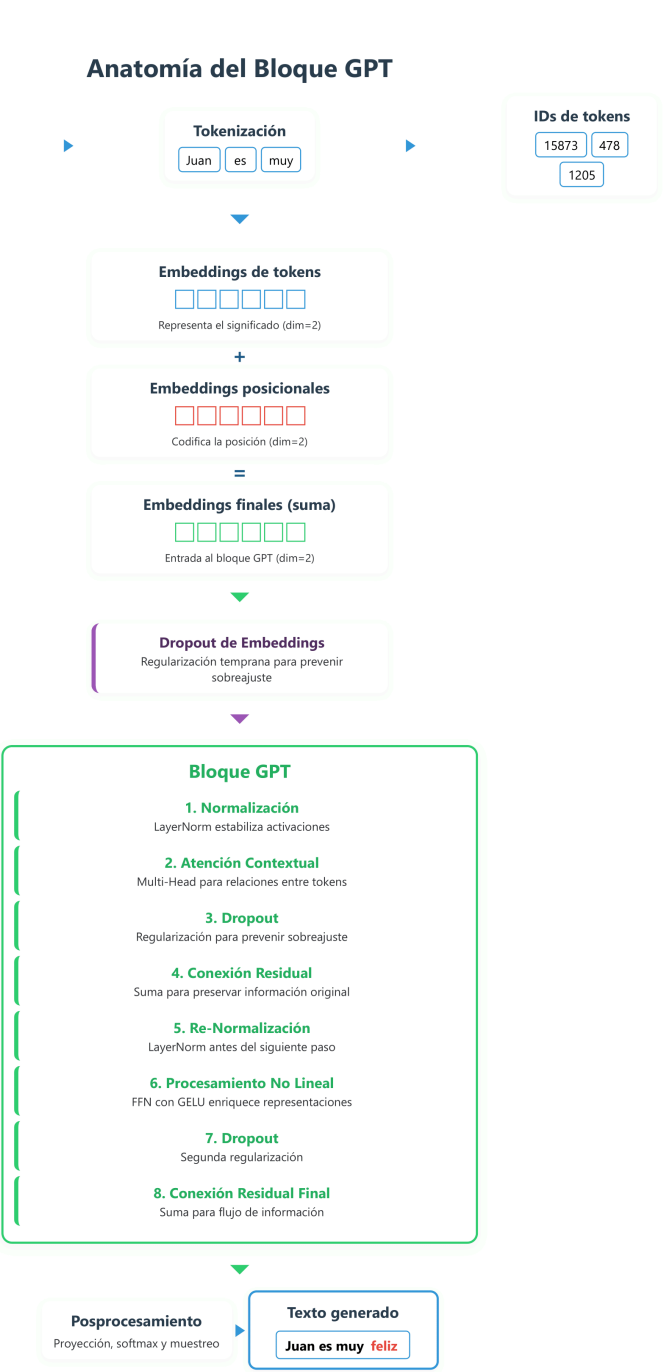 Anatomía del Bloque GPT
Tokenización
Juan es muy
IDs de tokens
15873 478
1205
Embeddings de tokens
Representa el significado (dim=2)
+
Embeddings posicionales
Codifica la posición (dim=2)
=
Embeddings finales (suma)
Entrada al bloque GPT (dim=2)
Dropout de Embeddings
Regularización temprana para prevenir
sobreajuste
Bloque GPT
1. Normalización
LayerNorm estabiliza activaciones
2. Atención Contextual
Multi-Head para relaciones entre tokens
3. Dropout
Regularización para prevenir sobreajuste
4. Conexión Residual
Suma para preservar información original
5. Re-Normalización
LayerNorm antes del siguiente paso
6. Procesamiento No Lineal
FFN con GELU enriquece representaciones
7. Dropout
Segunda regularización
8. Conexión Residual Final
Suma para flujo de información
Posprocesamiento
Proyección, softmax y muestreo
Texto generado
Juan es muy feliz